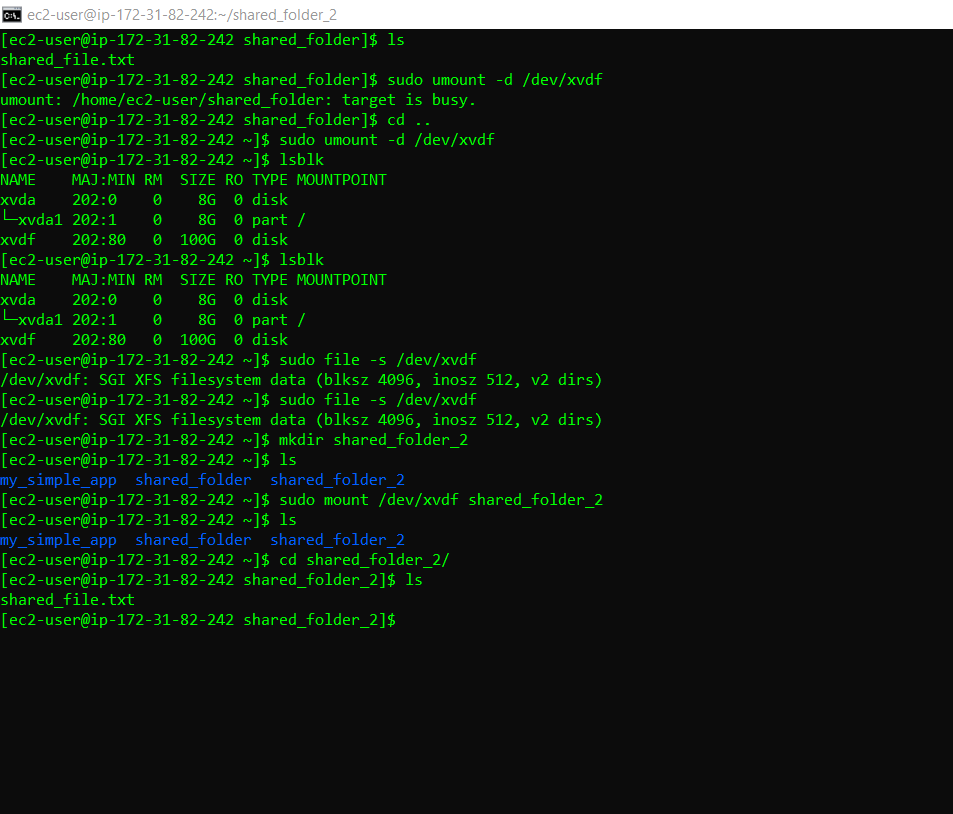 ec2-user@ip-172-31-82-242:~/shared_folder_2
[ec2-user@ip-172-31-82-242 shared_folder]$ ls
shared_file.txt
[ec2-user@ip-172-31-82-242 shared_folder]$ sudo umount -d /dev/xvdf
umount: /home/ec2-user/shared_folder: target is busy.
[ec2-user@ip-172-31-82-242 shared_folder]$ cd ..
[ec2-user@ip-172-31-82-242 ~]$ sudo umount -d /dev/xvdf
[ec2-user@ip-172-31-82-242 ~]$ lsblk
NAME    MAJ:MIN RM  SIZE RO TYPE MOUNTPOINT
xvda    202:0    0    8G  0 disk
└─xvda1 202:1    0    8G  0 part /
xvdf    202:80   0  100G  0 disk
[ec2-user@ip-172-31-82-242 ~]$ lsblk
NAME    MAJ:MIN RM  SIZE RO TYPE MOUNTPOINT
xvda    202:0    0    8G  0 disk
└─xvda1 202:1    0    8G  0 part /
xvdf    202:80   0  100G  0 disk
[ec2-user@ip-172-31-82-242 ~]$ sudo file -s /dev/xvdf
/dev/xvdf: SGI XFS filesystem data (blksz 4096, inosz 512, v2 dirs)
[ec2-user@ip-172-31-82-242 ~]$ sudo file -s /dev/xvdf
/dev/xvdf: SGI XFS filesystem data (blksz 4096, inosz 512, v2 dirs)
[ec2-user@ip-172-31-82-242 ~]$ mkdir shared_folder_2
[ec2-user@ip-172-31-82-242 ~]$ ls
my_simple_app  shared_folder  shared_folder_2
[ec2-user@ip-172-31-82-242 ~]$ sudo mount /dev/xvdf shared_folder_2
[ec2-user@ip-172-31-82-242 ~]$ ls
my_simple_app  shared_folder  shared_folder_2
[ec2-user@ip-172-31-82-242 ~]$ cd shared_folder_2/
[ec2-user@ip-172-31-82-242 shared_folder_2]$ ls
shared_file.txt
[ec2-user@ip-172-31-82-242 shared_folder_2]$